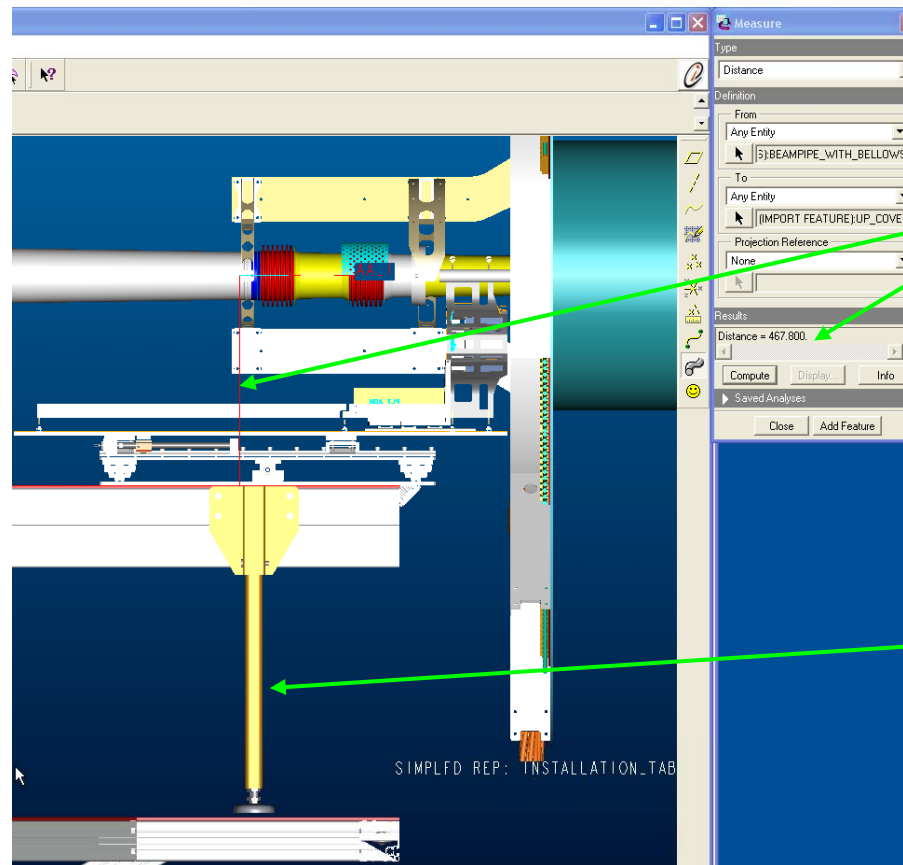 Measure
Type
Distance
Definition
From
Any Entity
S):BEAMPIPE_WITH_BELLOWS
To
Any Entity
(IMPORT FEATURE):UP_COVE
Projection Reference
None
Results
Distance = 467.800.
Compute
Display...
Info
Saved Analyses
Close
Add Feature
SIMPLFD REP: INSTALLATION_TAB